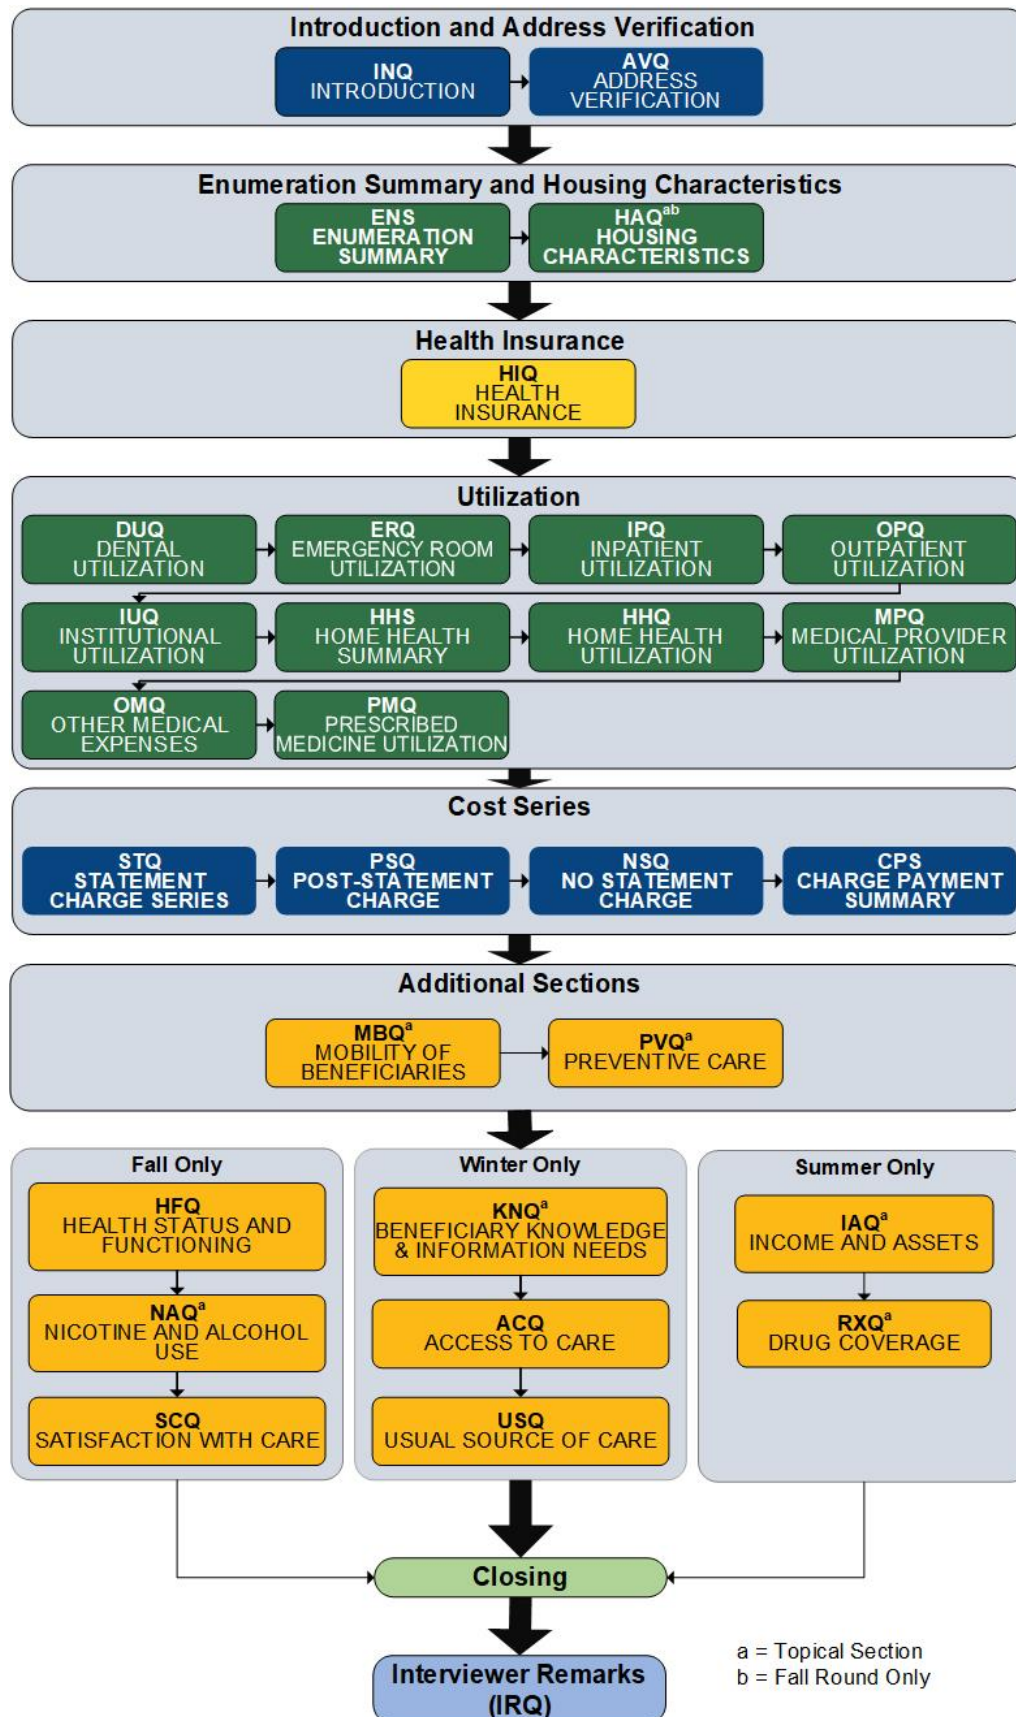 Introduction and Address Verification
INQ
INTRODUCTION
AVQ
ADDRESS
VERIFICATION
Enumeration Summary and Housing Characteristics
ENS
ENUMERATION
SUMMARY
HAQab
HOUSING
CHARACTERISTICS
Health Insurance
HIQ
HEALTH
INSURANCE
Utilization
DUQ
DENTAL
UTILIZATION
ERQ
EMERGENCY ROOM
UTILIZATION
IPQ
INPATIENT
UTILIZATION
OPQ
OUTPATIENT
UTILIZATION
IUQ
INSTITUTIONAL
UTILIZATION
HHS
HOME HEALTH
SUMMARY
HHQ
HOME HEALTH
UTILIZATION
MPQ
MEDICAL PROVIDER
UTILIZATION
OMQ
OTHER MEDICAL
EXPENSES
PMQ
PRESCRIBED
MEDICINE UTILIZATION
Cost Series
STQ
STATEMENT
CHARGE SERIES
PSQ
POST-STATEMENT
CHARGE
NSQ
NO STATEMENT
CHARGE
CPS
CHARGE PAYMENT
SUMMARY
Additional Sections
MBQa
MOBILITY OF
BENEFICIARIES
PVQa
PREVENTIVE CARE
Fall Only
HFQ
HEALTH STATUS AND
FUNCTIONING
NAQa
NICOTINE AND ALCOHOL
USE
SCQ
SATISFACTION WITH CARE
Winter Only
KNQa
BENEFICIARY KNOWLEDGE
& INFORMATION NEEDS
ACQ
ACCESS TO CARE
USQ
USUAL SOURCE OF CARE
Summer Only
IAQa
INCOME AND ASSETS
RXQa
DRUG COVERAGE
Closing
Interviewer Remarks
(IRQ)
a = Topical Section
b = Fall Round Only